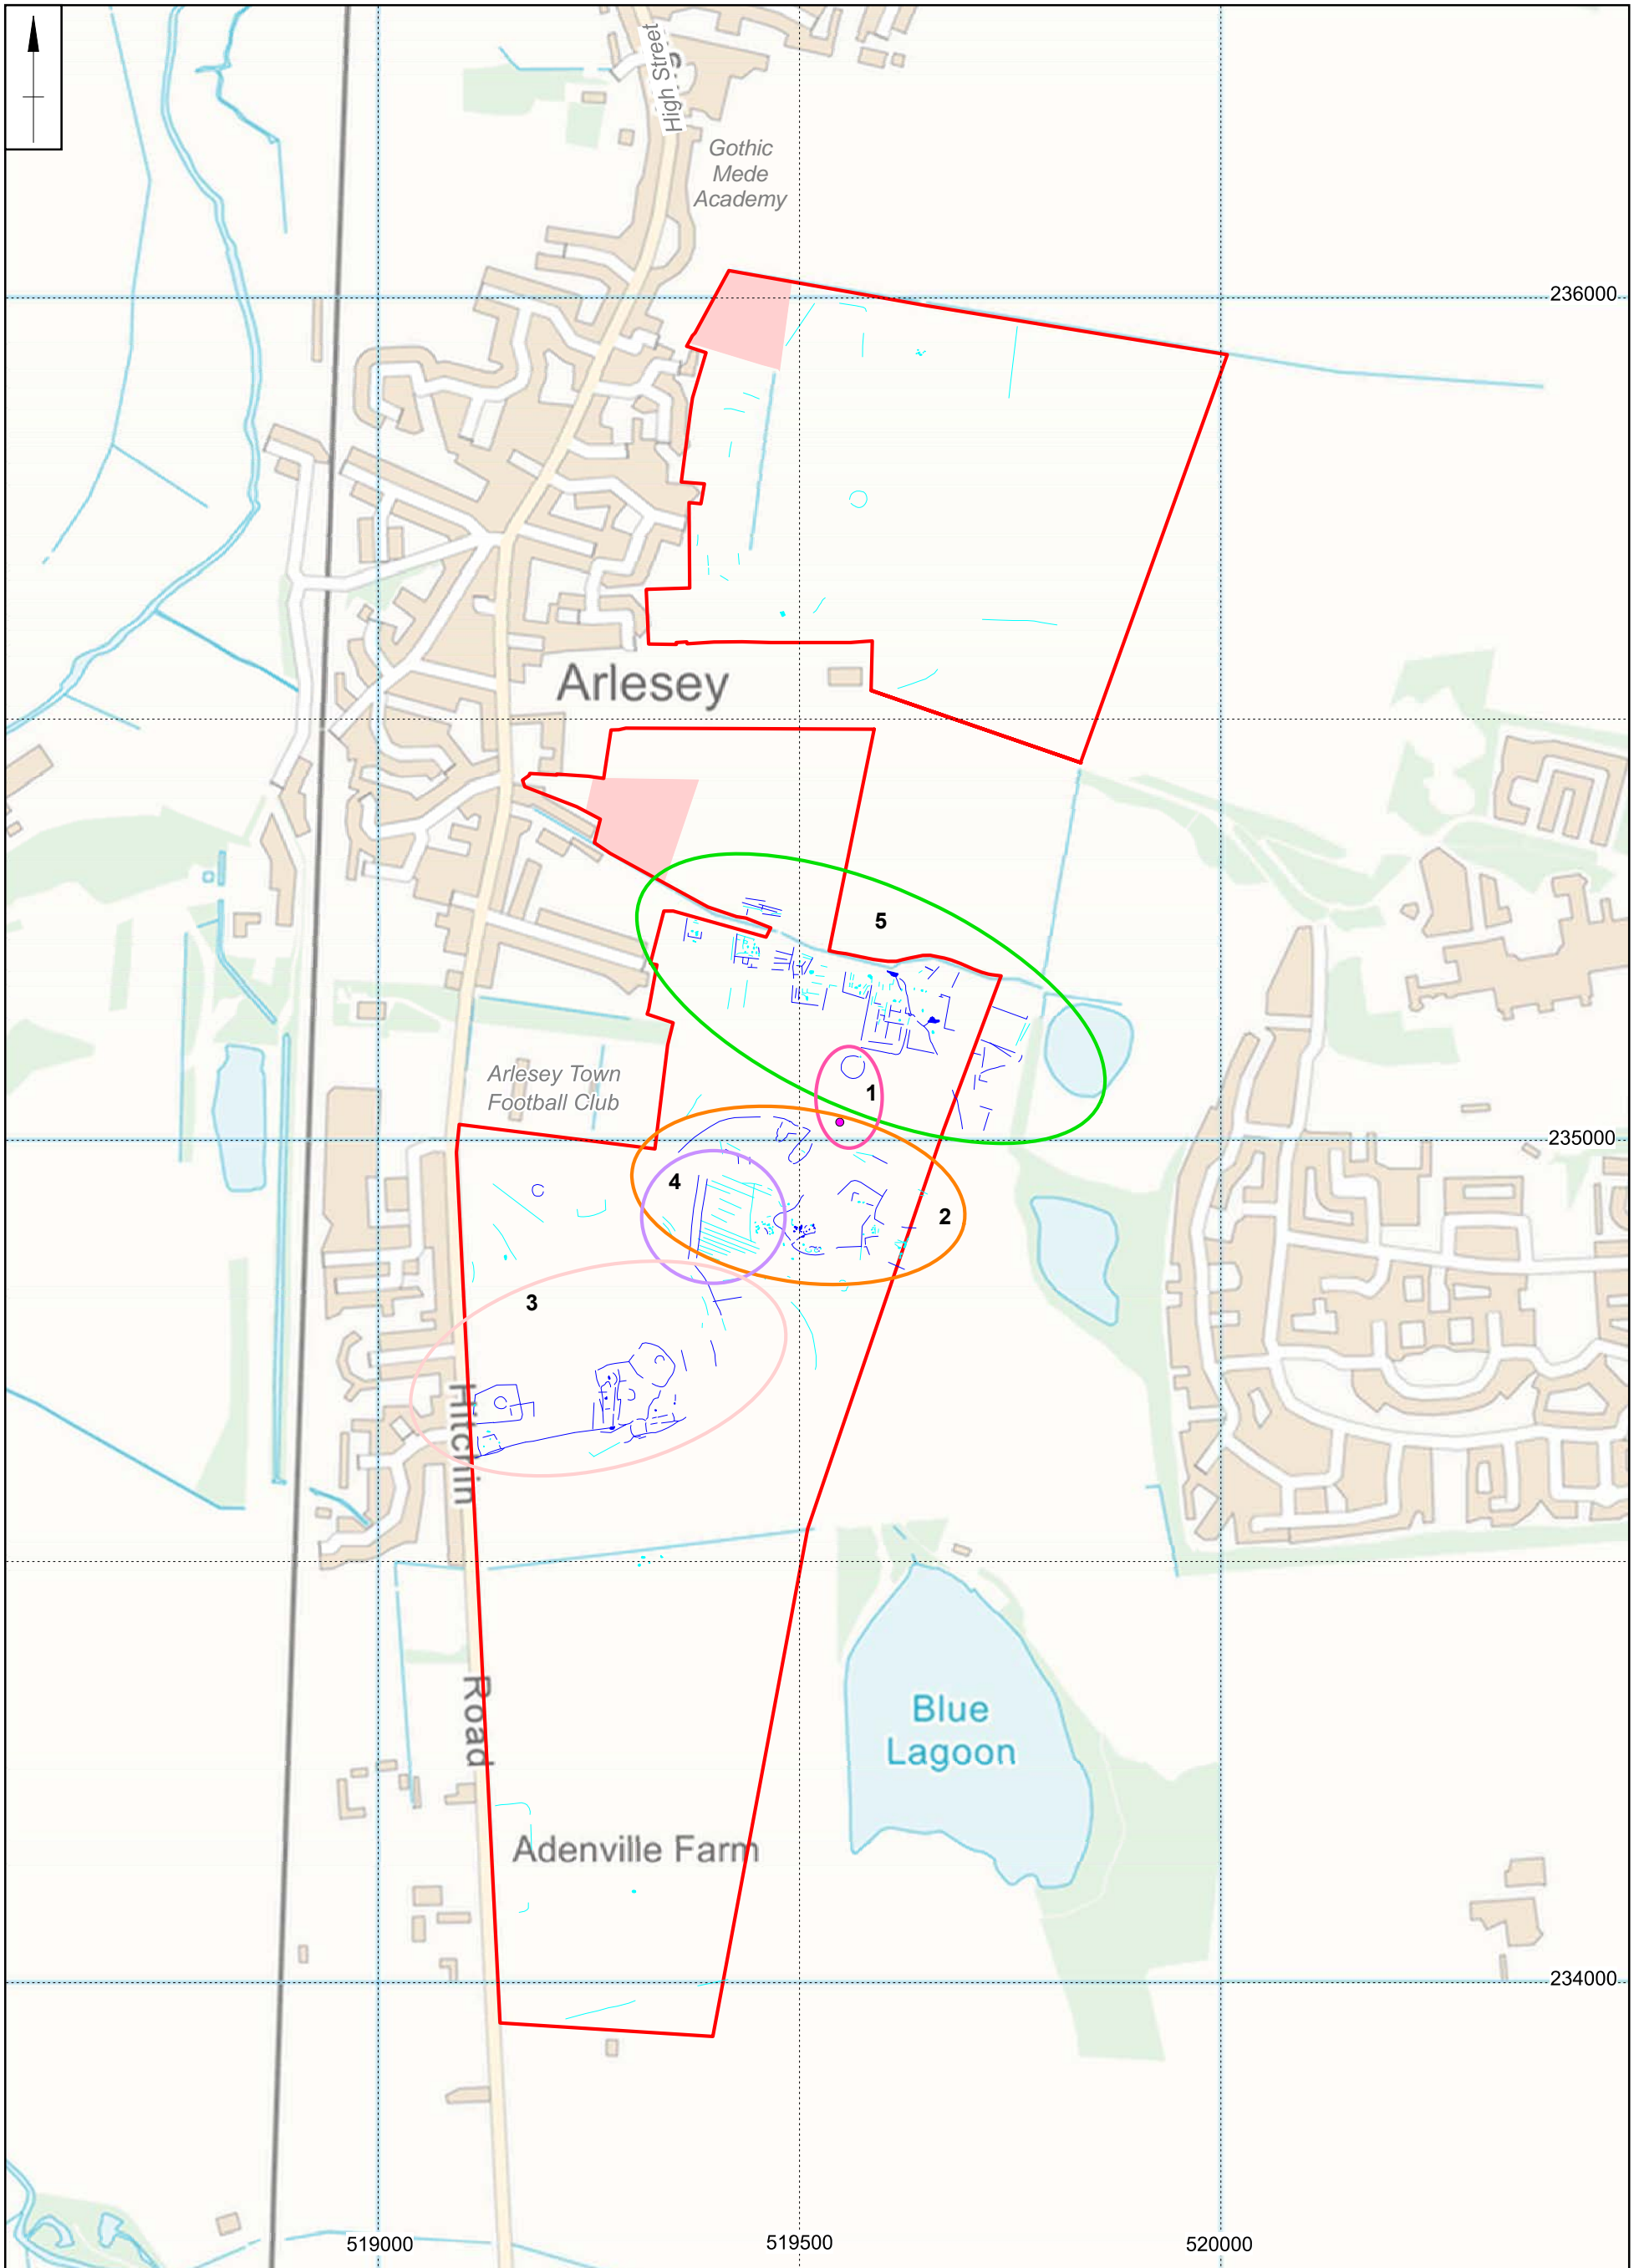 High Street
Gothic
Mede
Academy
236000
Arlesey
5
1
Arlesey Town
Football Club
235000
4
2
3
Hitchin
Road
Blue
Lagoon
Adenville Farm
234000
519000
519500
520000